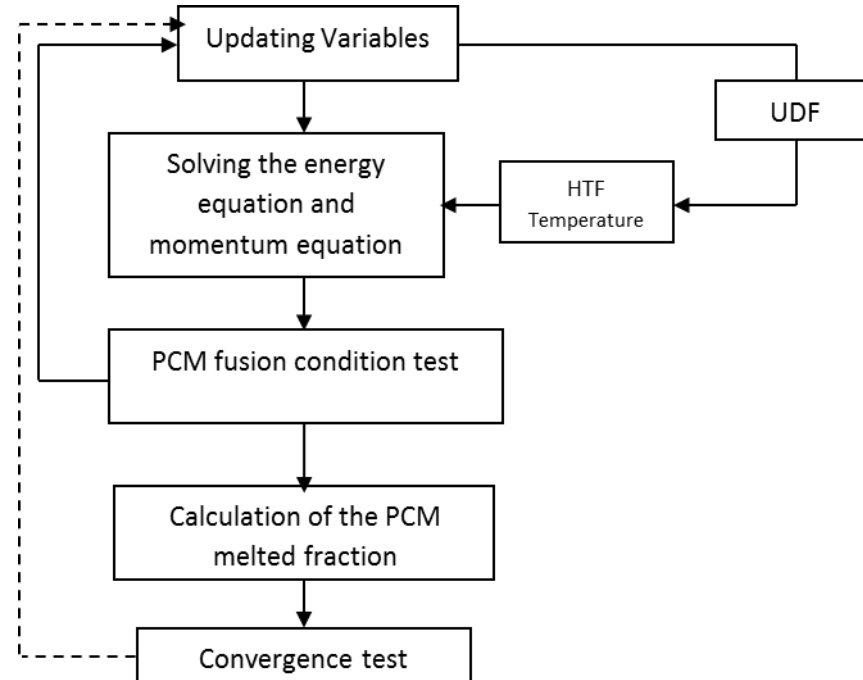 Updating Variables
UDF
Solving the energy
equation and
momentum equation
HTF
Temperature
PCM fusion condition test
Calculation of the PCM
melted fraction
Convergence test